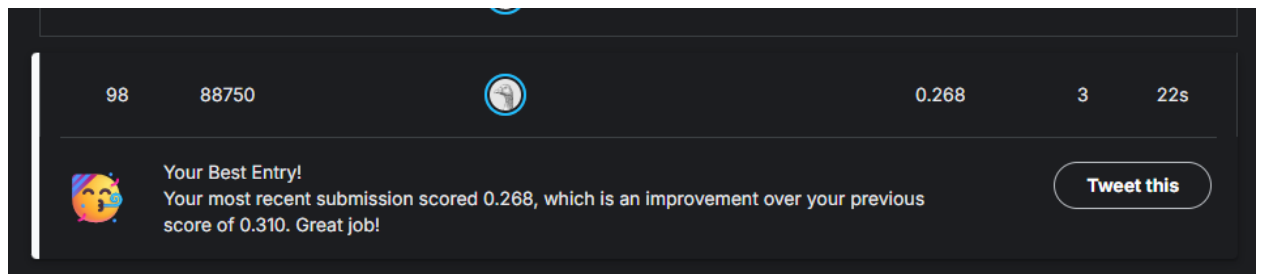 98 88750 0.268 3 22s
Your Best Entry!
Your most recent submission scored 0.268, which is an improvement over your previous
score of 0.310. Great job!
Tweet this